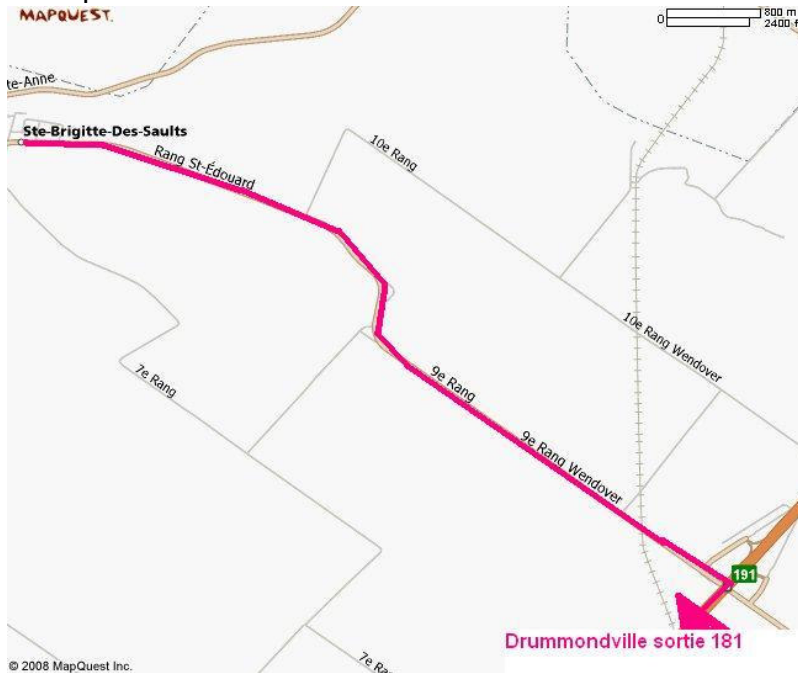 MAPQUEST.
0
800 m
2400 f
te-Anne
Ste-Brigitte-Des-Saults
Rang St-Édouard
10e Rang
10e Rang Wendover
7e Rang
9e Rang
9e Rang Wendover
191
Drummondville sortie 181
7e Rang
© 2008 MapQuest Inc.